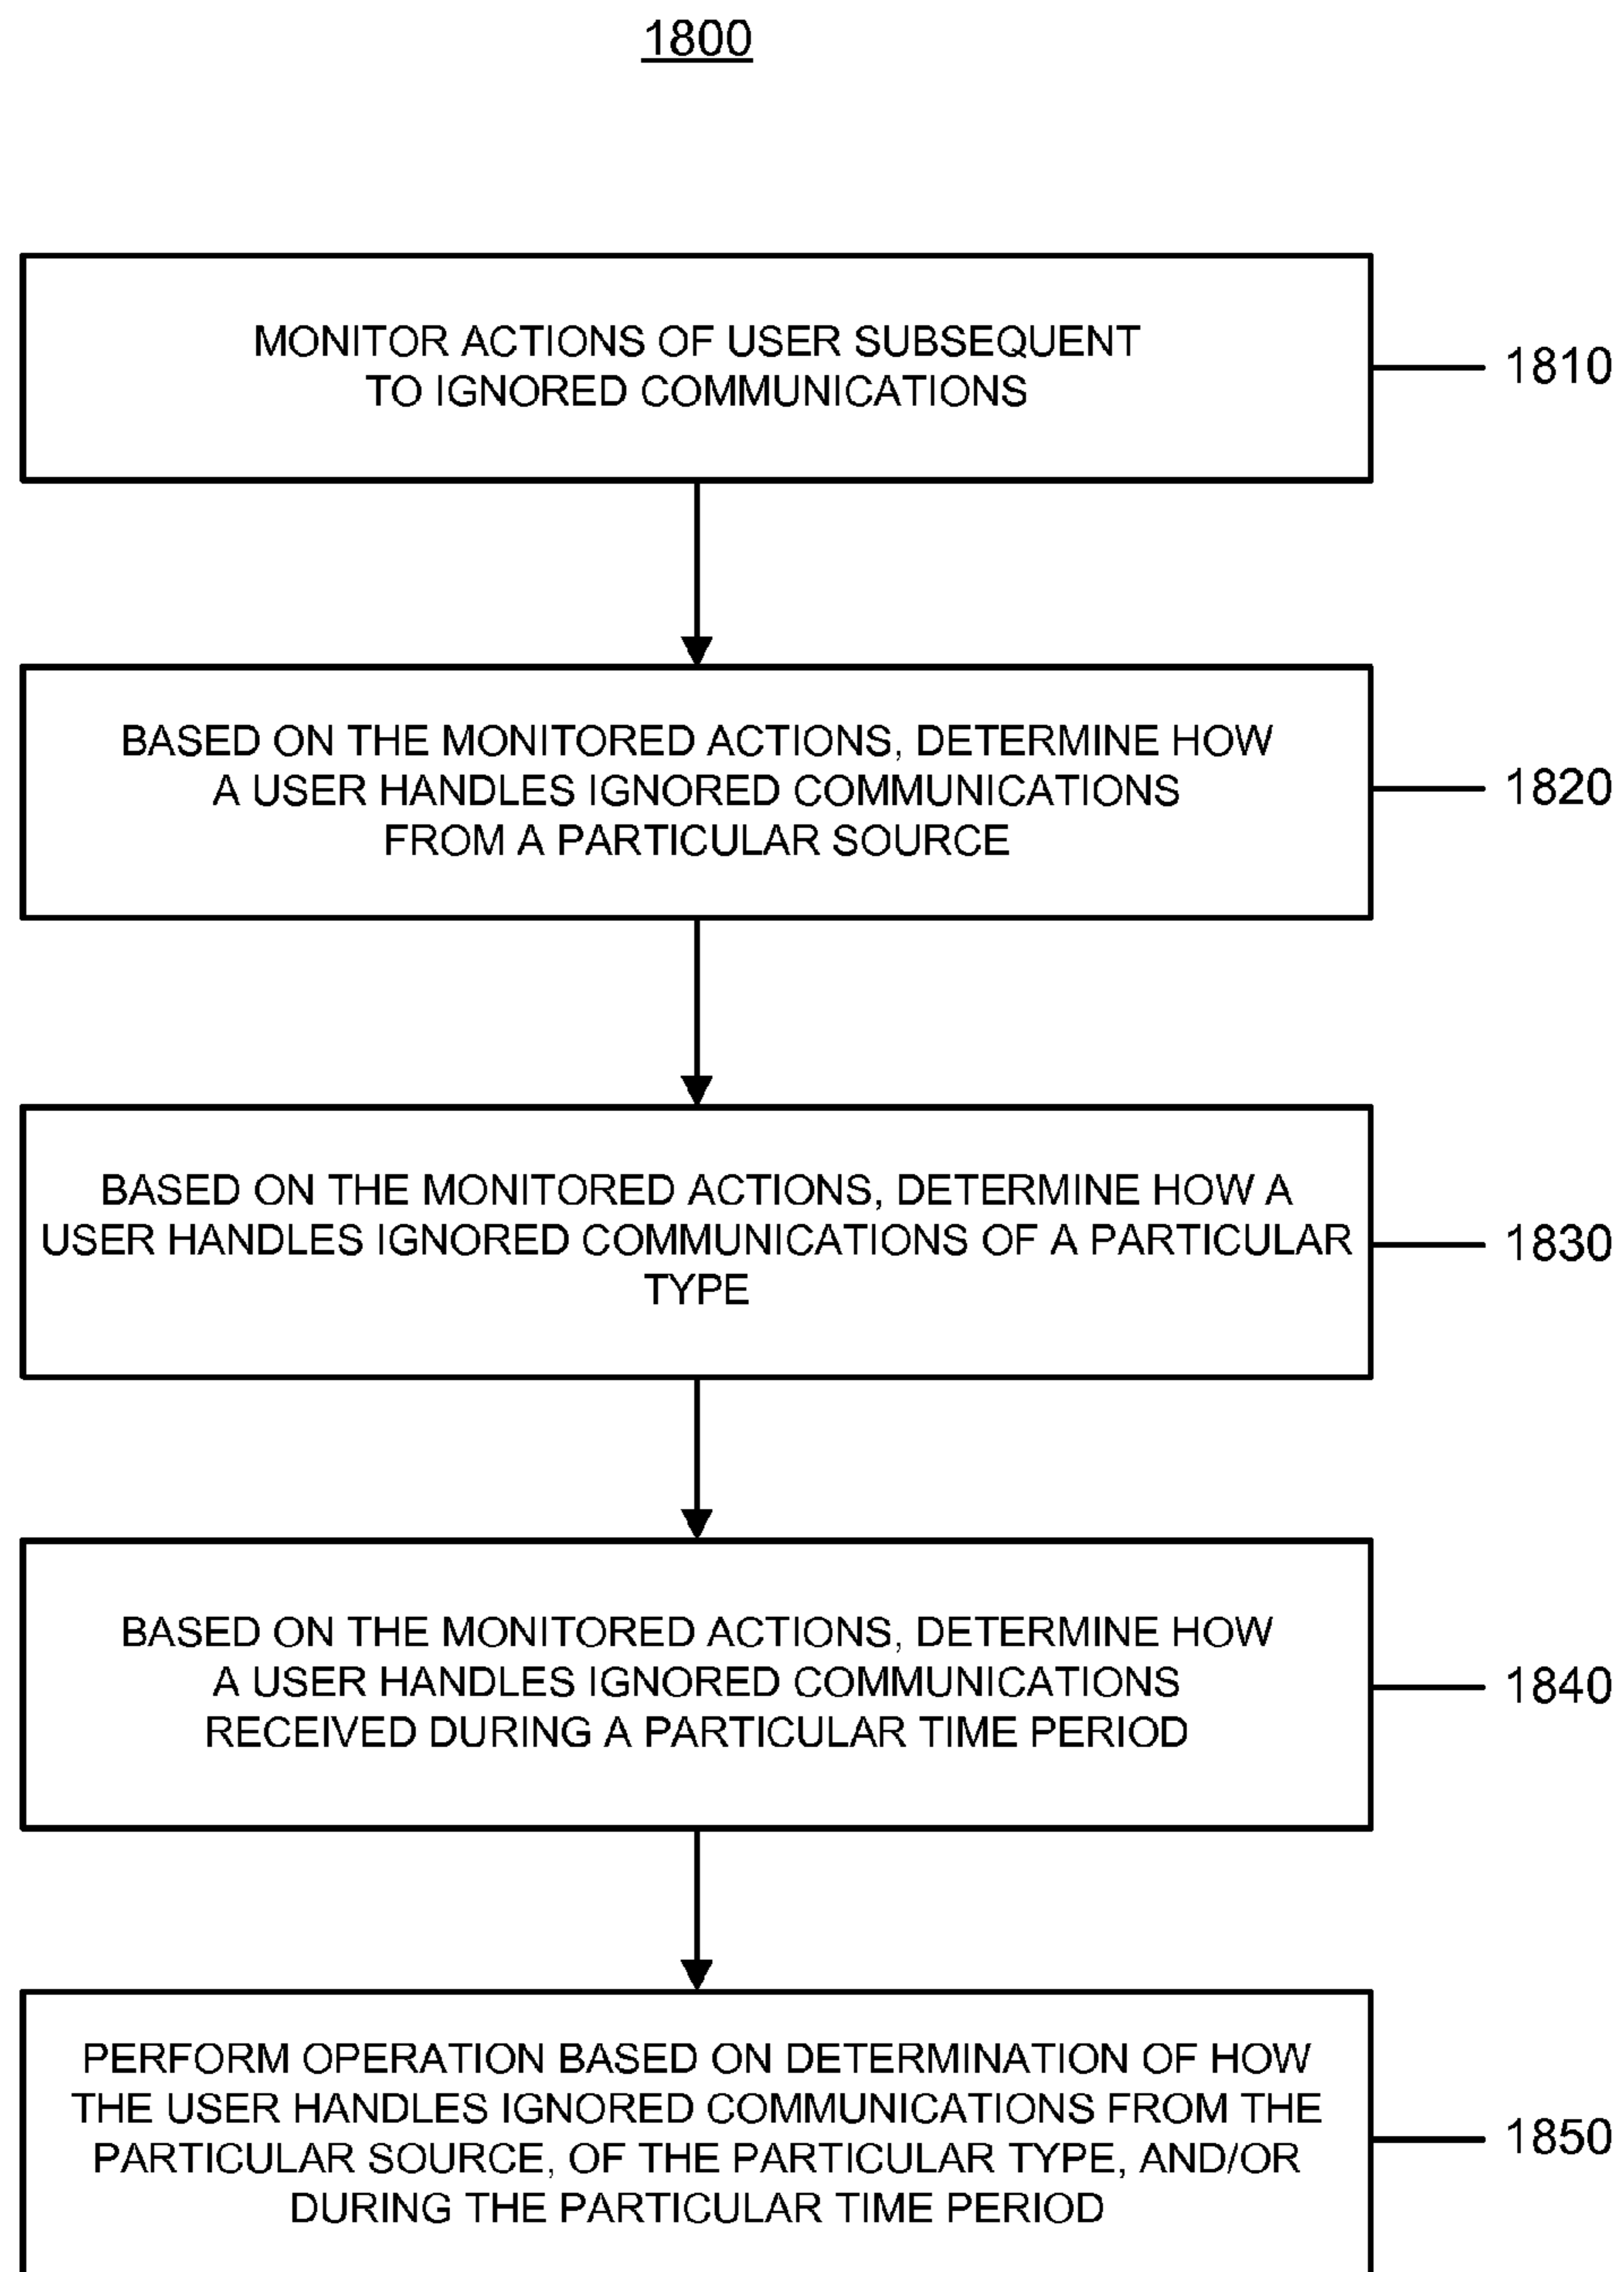 1800
MONITOR ACTIONS OF USER SUBSEQUENT
TO IGNORED COMMUNICATIONS
1810
BASED ON THE MONITORED ACTIONS, DETERMINE HOW
A USER HANDLES IGNORED COMMUNICATIONS
FROM A PARTICULAR SOURCE
1820
BASED ON THE MONITORED ACTIONS, DETERMINE HOW A
USER HANDLES IGNORED COMMUNICATIONS OF A PARTICULAR
TYPE
1830
BASED ON THE MONITORED ACTIONS, DETERMINE HOW
A USER HANDLES IGNORED COMMUNICATIONS
RECEIVED DURING A PARTICULAR TIME PERIOD
1840
PERFORM OPERATION BASED ON DETERMINATION OF HOW
THE USER HANDLES IGNORED COMMUNICATIONS FROM THE
PARTICULAR SOURCE, OF THE PARTICULAR TYPE, AND/OR
DURING THE PARTICULAR TIME PERIOD
1850